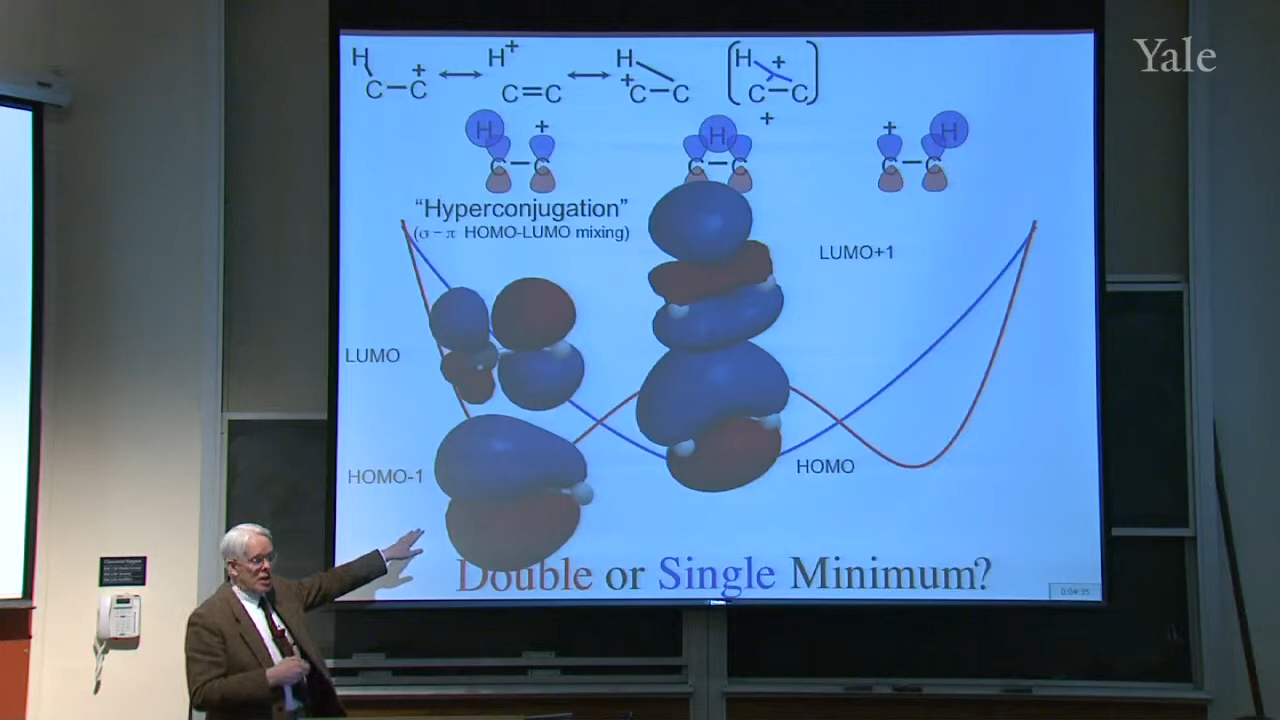 Yale
H H+ H H +
C–C+ ↔ C=C ↔ +C–C [C–C]
+
H + H + H
C–C C–C C–C
"Hyperconjugation"
(σ – π HOMO-LUMO mixing)
LUMO+1
LUMO
HOMO
HOMO-1
Double or Single Minimum?